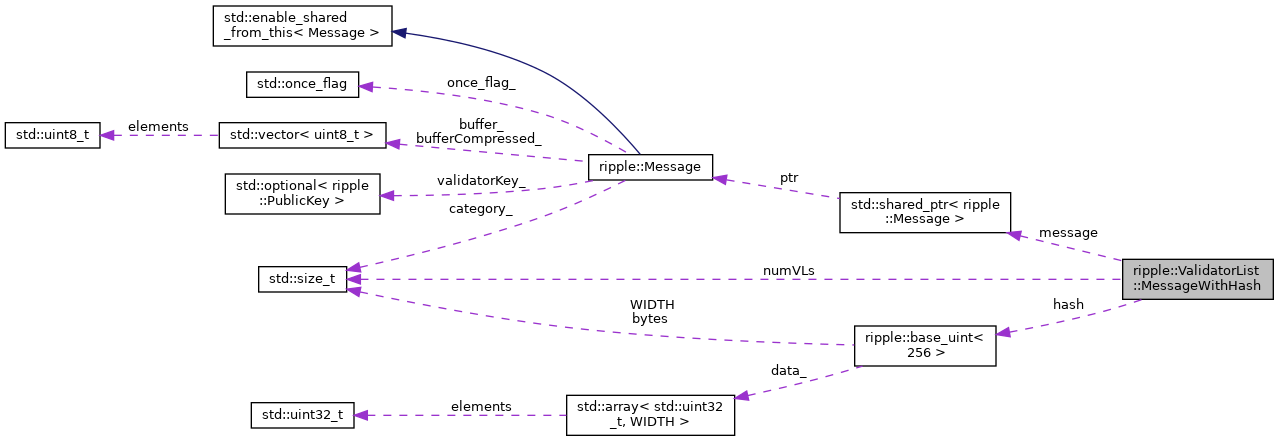 std::enable_shared
_from_this< Message >
std::once_flag
once_flag_
std::uint8_t
elements
std::vector< uint8_t >
buffer_
bufferCompressed_
ripple::Message
std::optional< ripple
::PublicKey >
validatorKey_
ptr
std::shared_ptr< ripple
::Message >
category_
message
std::size_t
numVLs
ripple::ValidatorList
::MessageWithHash
WIDTH
bytes
hash
ripple::base_uint<
256 >
data_
std::uint32_t
elements
std::array< std::uint32
_t, WIDTH >